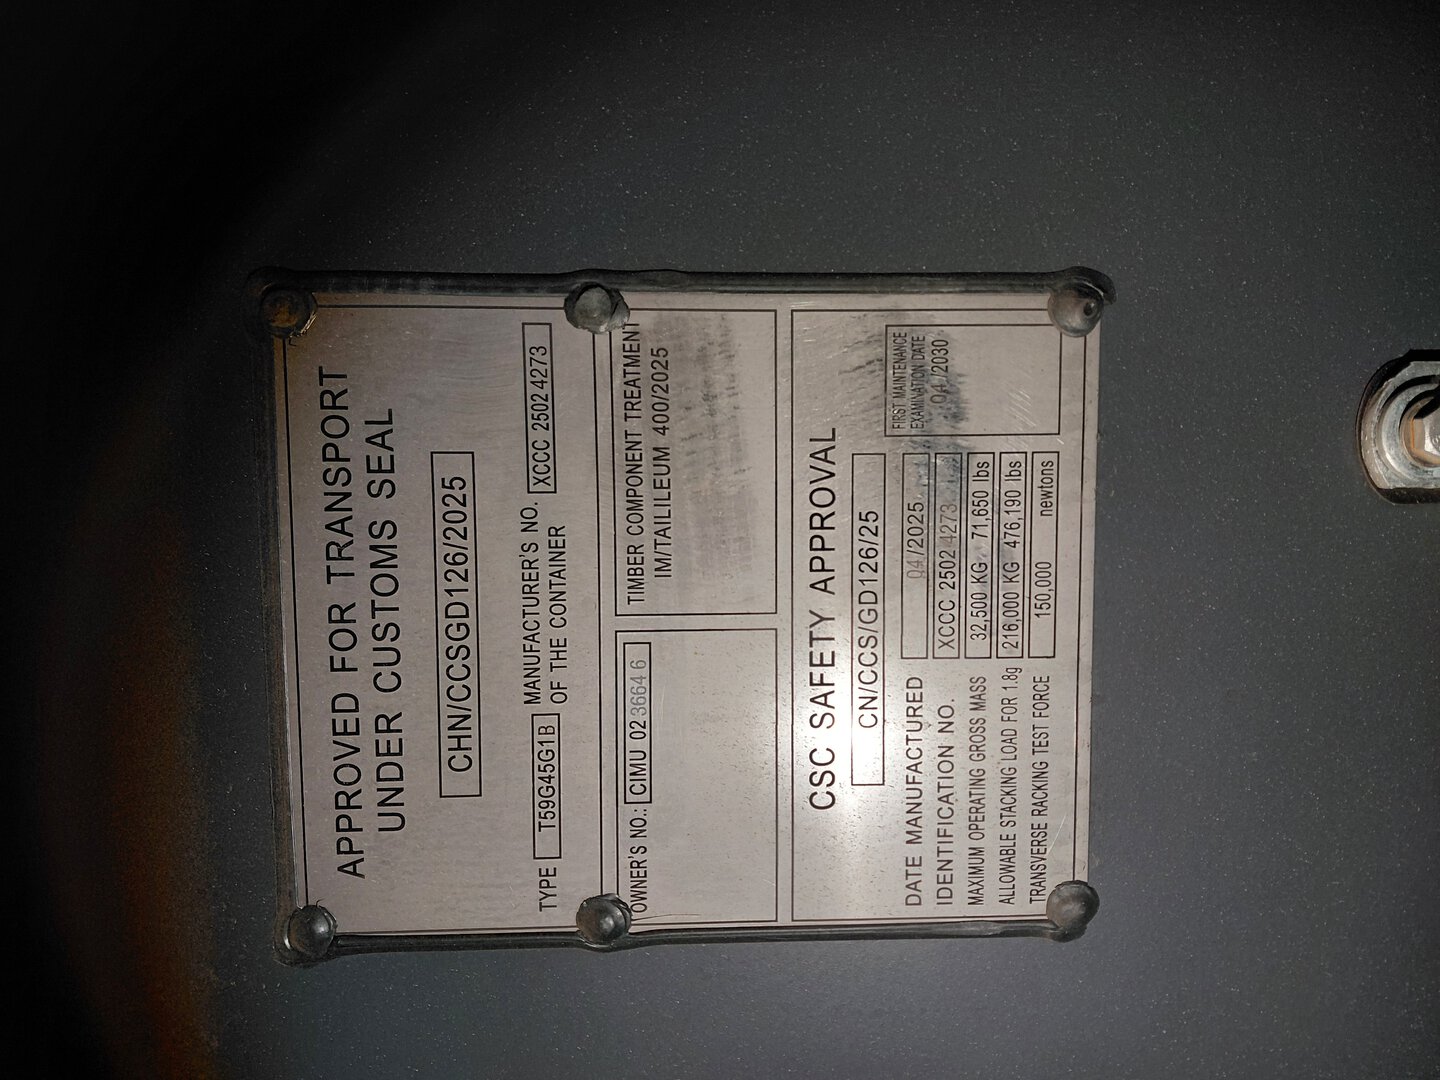 APPROVED FOR TRANSPORT
UNDER CUSTOMS SEAL
CHN/CCSGD126/2025
TYPE T59G45G1B MANUFACTURER'S NO. OF THE CONTAINER XCCC 2502 4273
OWNER'S NO.: CIMU 02 3664 6
TIMBER COMPONENT TREATMENT
IM/TAILILEUM 400/2025
CSC SAFETY APPROVAL
CN/CCS/GD126/25
DATE MANUFACTURED 04/2025
IDENTIFICATION NO. XCCC 2502 4273
MAXIMUM OPERATING GROSS MASS 32,500 KG 71,650 lbs
ALLOWABLE STACKING LOAD FOR 1.8g 216,000 KG 476,190 lbs
TRANSVERSE RACKING TEST FORCE 150,000 newtons
FIRST MAINTENANCE
EXAMINATION DATE
04/2030